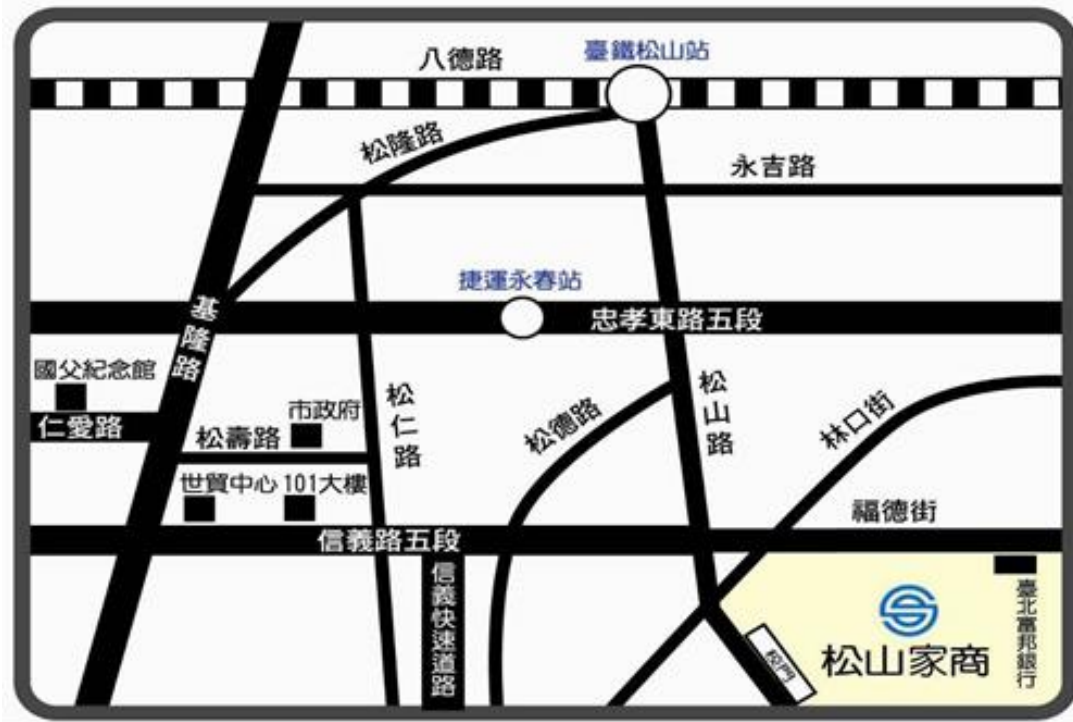 八德路
臺鐵松山站
松隆路
永吉路
捷運永春站
基隆路
忠孝東路五段
國父紀念館
仁愛路
松壽路
市政府
松仁路
松德路
松山路
林口街
世貿中心
101大樓
信義路五段
福德街
信義快速道路
校門
松山家商
臺北富邦銀行